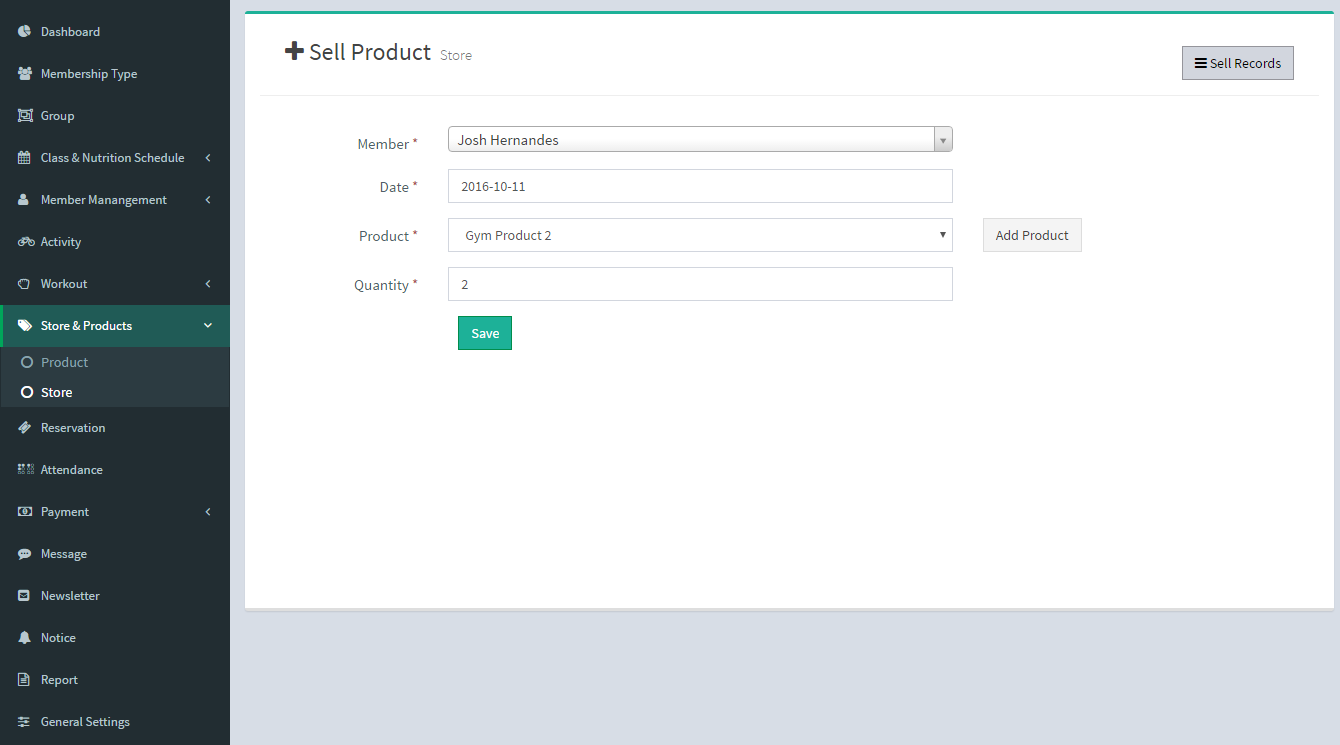 Dashboard
Membership Type
Group
Class & Nutrition Schedule
Member Manangement
Activity
Workout
Store & Products
Product
Store
Reservation
Attendance
Payment
Message
Newsletter
Notice
Report
General Settings
Sell Product Store
Sell Records
Member * Josh Hernandes
Date * 2016-10-11
Product * Gym Product 2 Add Product
Quantity * 2
Save